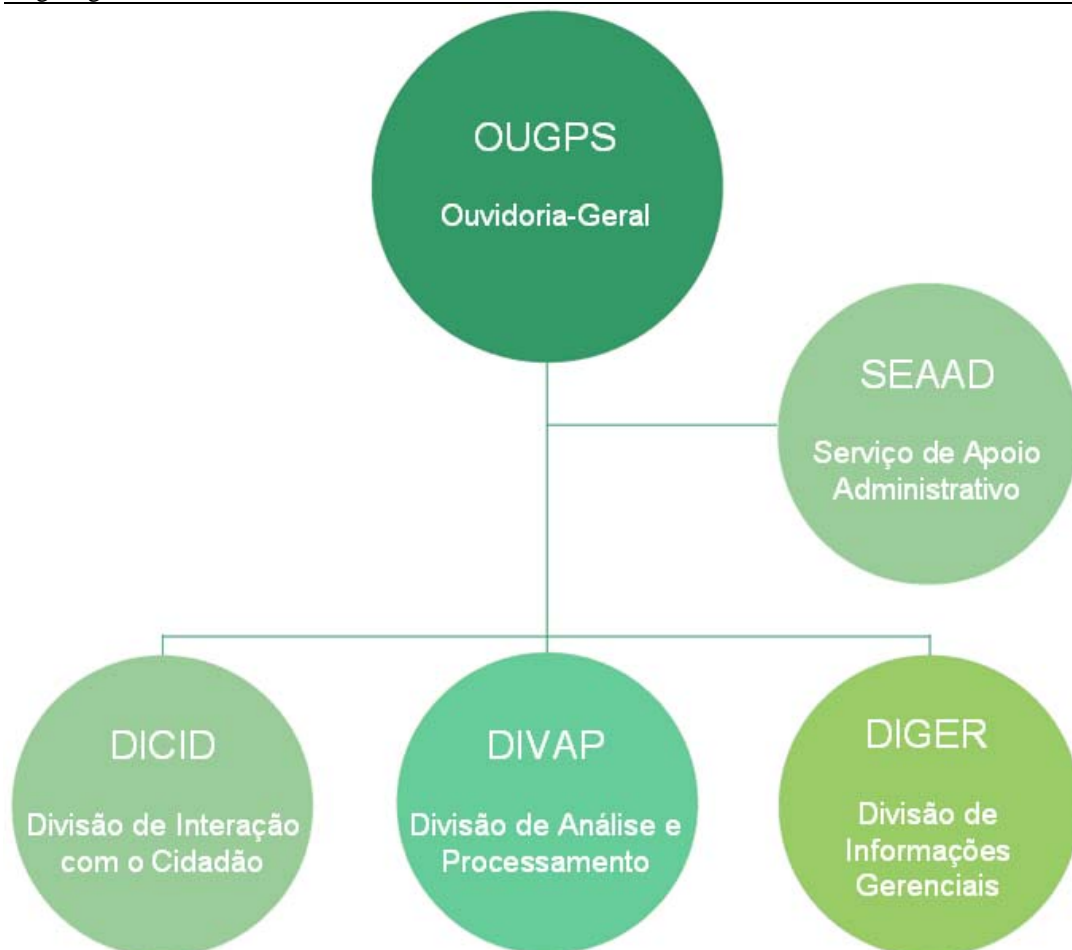 OUGPS
Ouvidoria-Geral
SEAAD
Serviço de Apoio
Administrativo
DICID
Divisão de Interação
com o Cidadão
DIVAP
Divisão de Análise e
Processamento
DIGER
Divisão de
Informações
Gerenciais